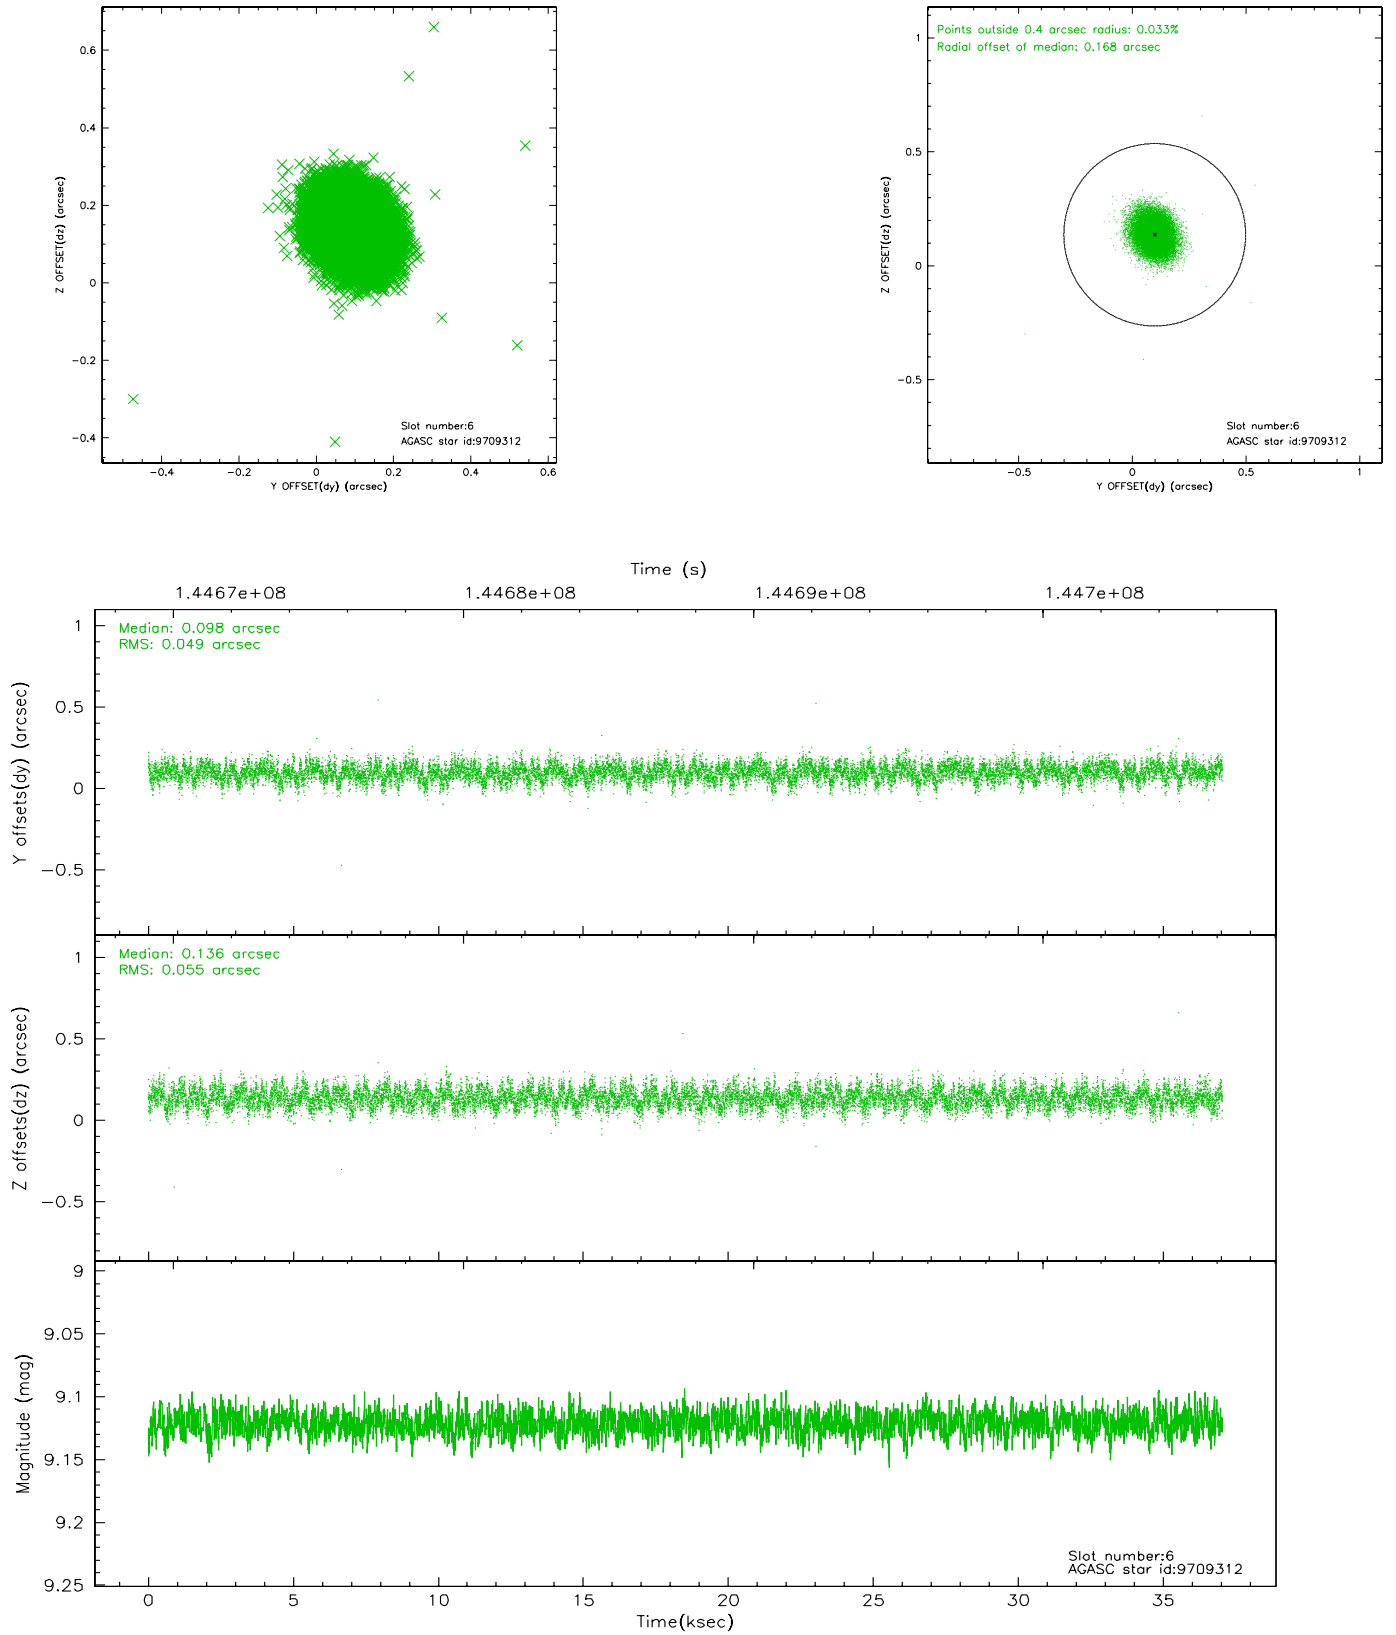 0.6
0.4
0.2
0
−0.2
−0.4
Z OFFSET(dz) (arcsec)
−0.4 −0.2 0 0.2 0.4 0.6
Y OFFSET(dy) (arcsec)
Slot number:6
AGASC star id:9709312
Points outside 0.4 arcsec radius: 0.033%
Radial offset of median: 0.168 arcsec
1
0.5
0
−0.5
Z OFFSET(dz) (arcsec)
−0.5 0 0.5 1
Y OFFSET(dy) (arcsec)
Slot number:6
AGASC star id:9709312
Time (s)
1.4467e+08 1.4468e+08 1.4469e+08 1.447e+08
Median: 0.098 arcsec
RMS: 0.049 arcsec
1
0.5
0
−0.5
Y offsets(dy) (arcsec)
Median: 0.136 arcsec
RMS: 0.055 arcsec
1
0.5
0
−0.5
Z offsets(dz) (arcsec)
9
9.05
9.1
9.15
9.2
9.25
Magnitude (mag)
Slot number:6
AGASC star id:9709312
0 5 10 15 20 25 30 35
Time(ksec)